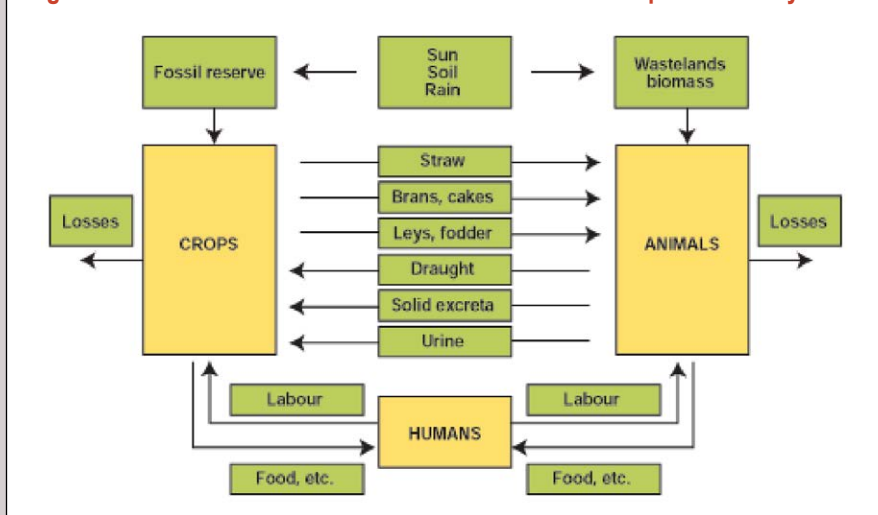 Fossil reserve
Sun
Soil
Rain
Wastelands
biomass
Straw
Brans, cakes
Leys, fodder
Draught
Solid excreta
Urine
Losses
CROPS
ANIMALS
Losses
Labour
HUMANS
Labour
Food, etc.
Food, etc.